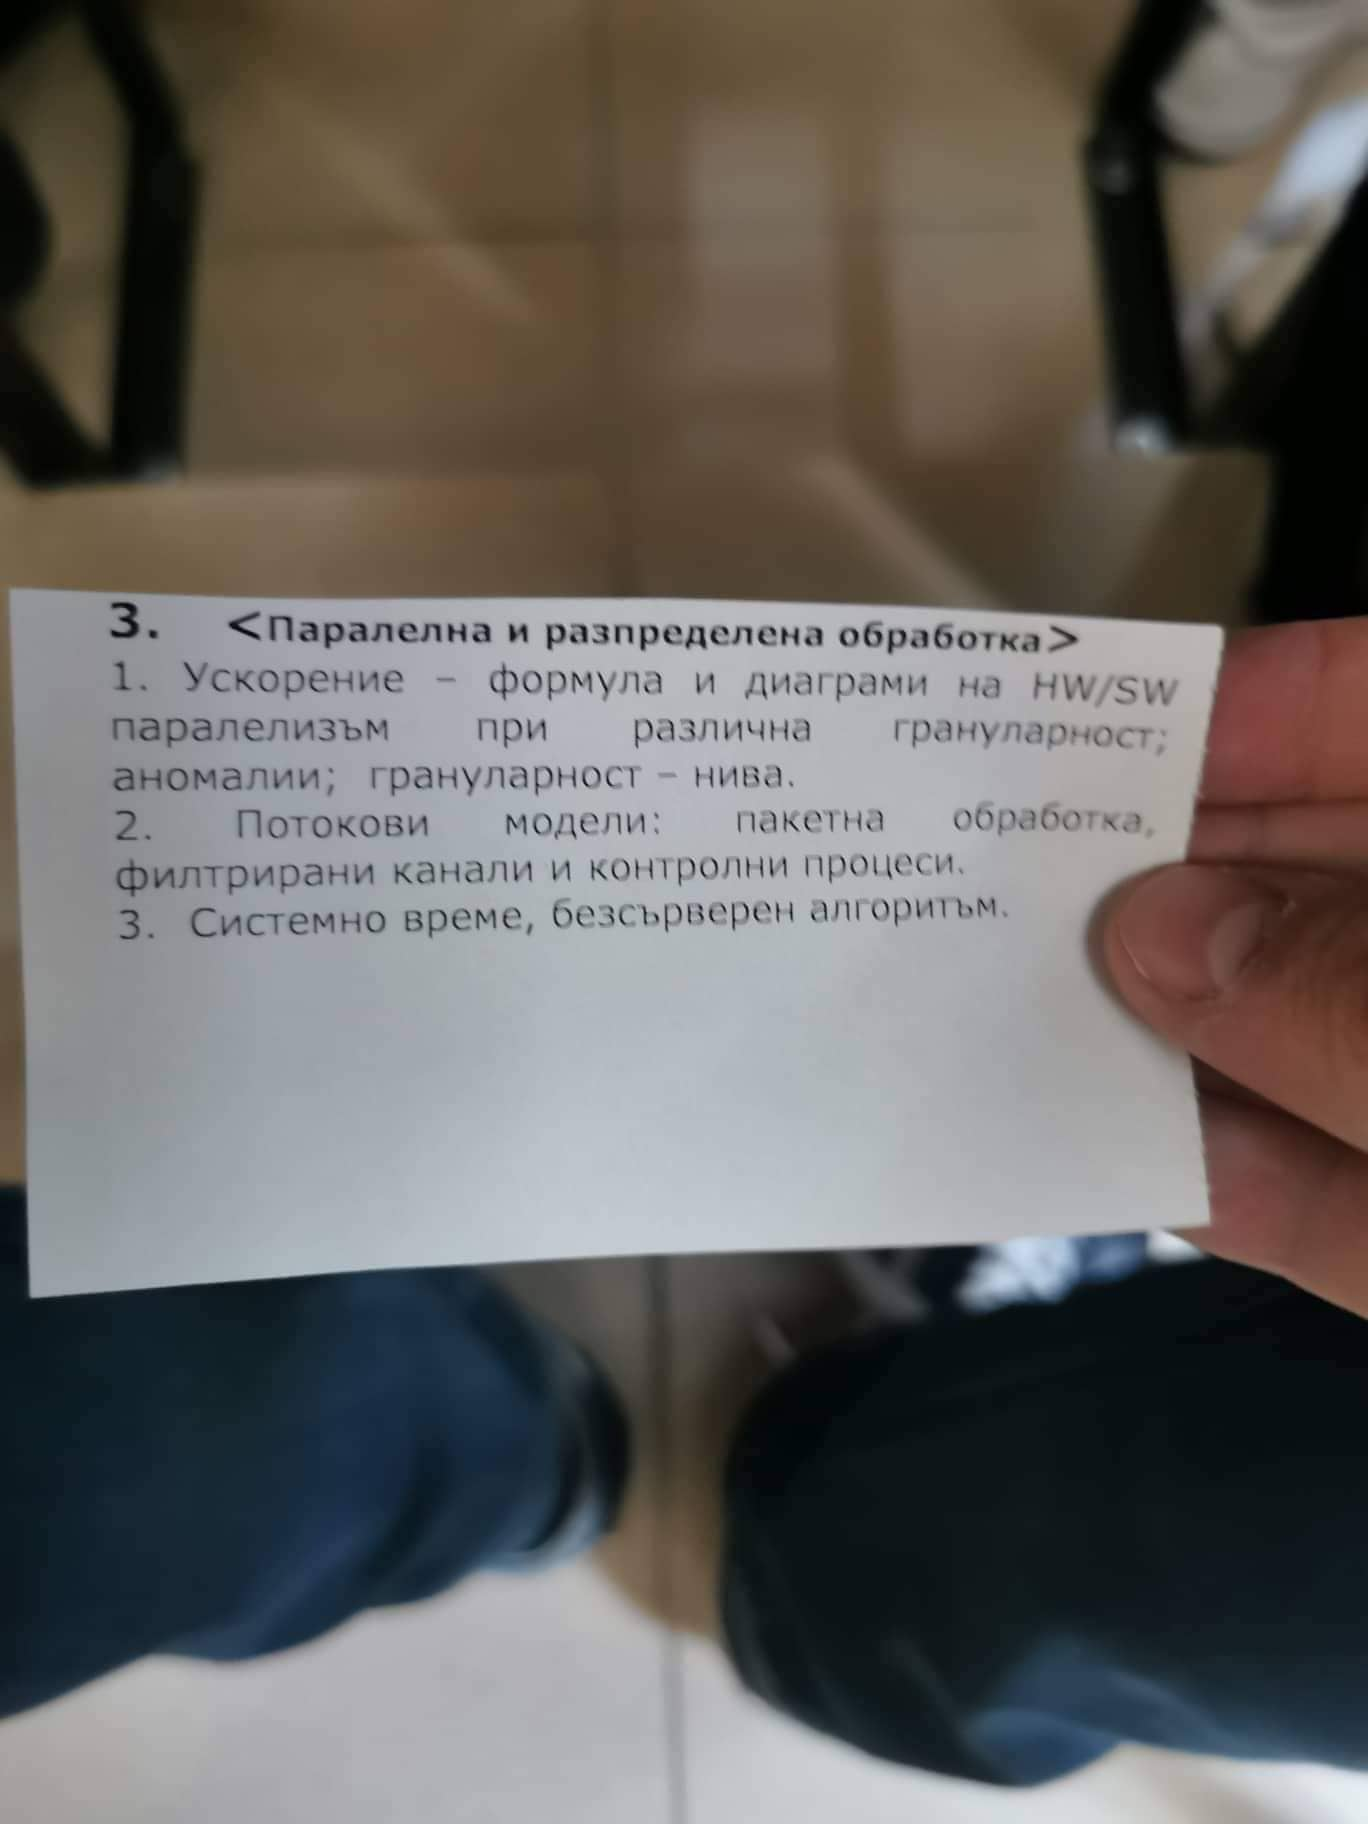 3. <Паралелна и разпределена обработка>
1. Ускорение – формула и диаграми на HW/SW
паралелизъм при различна грануларност;
аномалии; грануларност – нива.
2. Потокови модели: пакетна обработка,
филтрирани канали и контролни процеси.
3. Системно време, безсърверен алгоритъм.